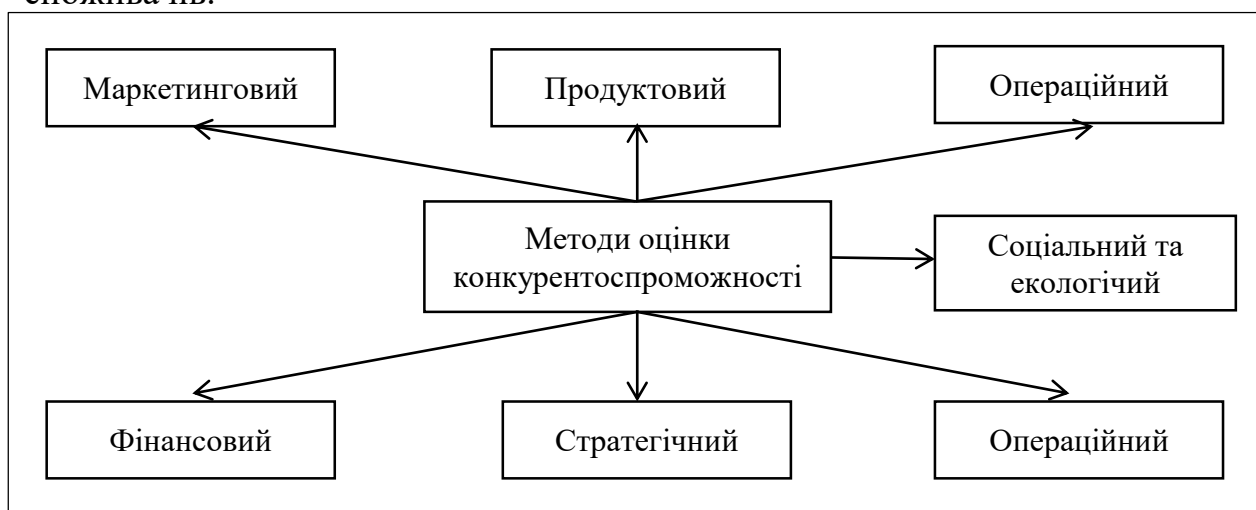 Маркетинговий
Продуктовий
Операційний
Методи оцінки
конкурентоспроможності
Соціальний та
екологічий
Фінансовий
Стратегічний
Операційний